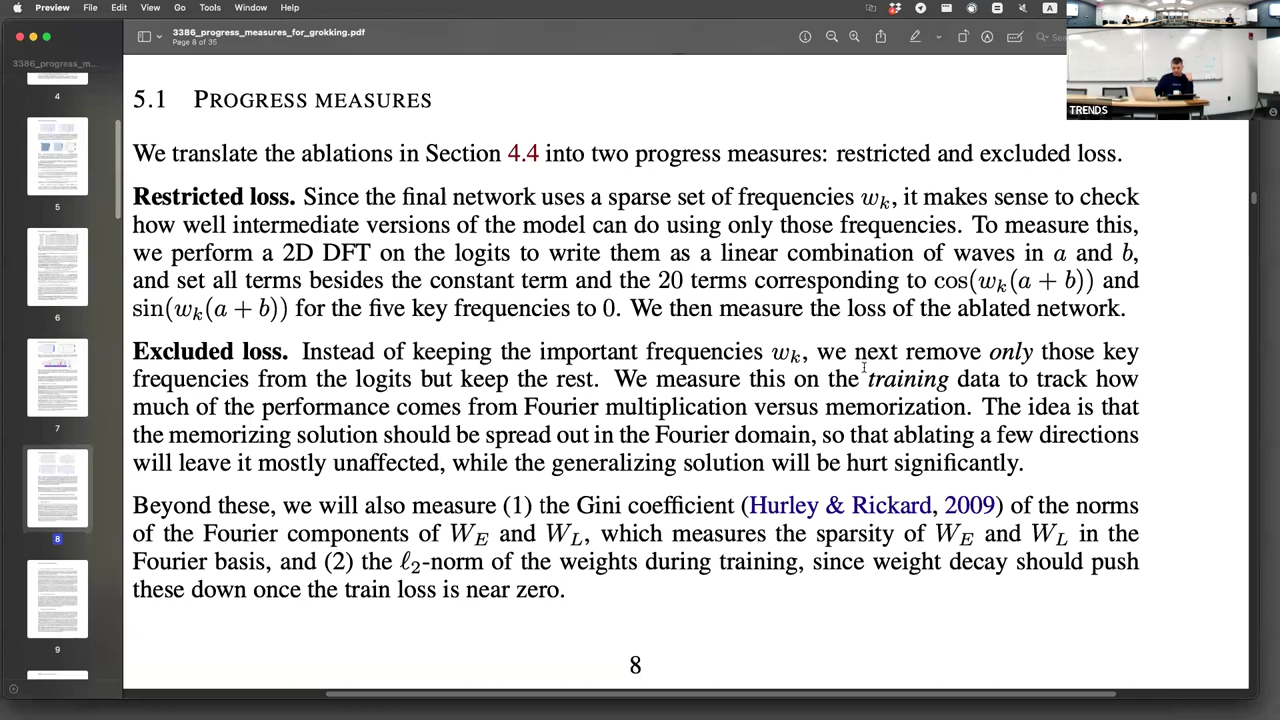 Preview File Edit View Go Tools Window Help
3386_progress_measures_for_grokking.pdf
Page 8 of 35
3386_progress_m...
4
5
6
7
8
9
TRENDS
5.1 PROGRESS MEASURES
We translate the ablations in Section 4.4 into two progress measures: restricted and excluded loss.
Restricted loss. Since the final network uses a sparse set of frequencies wₖ, it makes sense to check
how well intermediate versions of the model can do using only those frequencies. To measure this,
we perform a 2D DFT on the logits to write them as a linear combination of waves in a and b,
and set all terms besides the constant term and the 20 terms corresponding to cos(wₖ(a + b)) and
sin(wₖ(a + b)) for the five key frequencies to 0. We then measure the loss of the ablated network.
Excluded loss. Instead of keeping the important frequencies wₖ, we next remove only those key
frequencies from the logits but keep the rest. We measure this on the training data to track how
much of the performance comes from Fourier multiplication versus memorization. The idea is that
the memorizing solution should be spread out in the Fourier domain, so that ablating a few directions
will leave it mostly unaffected, while the generalizing solution will be hurt significantly.
Beyond these, we will also measure (1) the Gini coefficient (Hurley & Rickard, 2009) of the norms
of the Fourier components of W_E and W_L, which measures the sparsity of W_E and W_L in the
Fourier basis, and (2) the ℓ₂-norm of the weights during training, since weight decay should push
these down once the train loss is near zero.
8